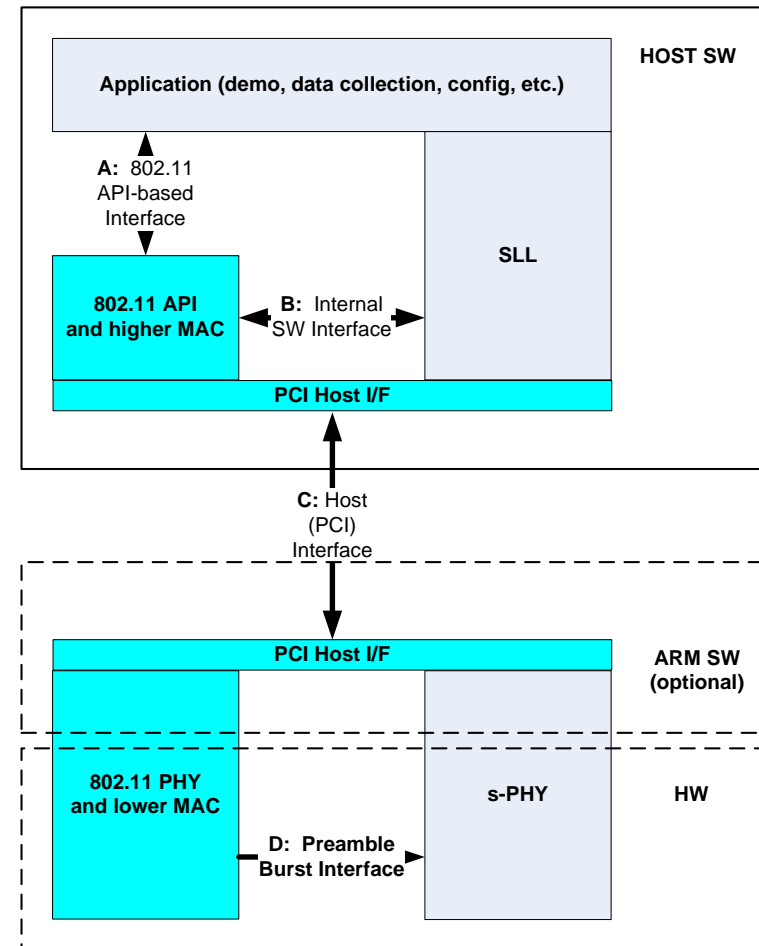 HOST SW
Application (demo, data collection, config, etc.)
A: 802.11
API-based
Interface
SLL
802.11 API
and higher MAC
B: Internal
SW Interface
PCI Host I/F
C: Host
(PCI)
Interface
PCI Host I/F
ARM SW
(optional)
802.11 PHY
and lower MAC
s-PHY
HW
D: Preamble
Burst Interface